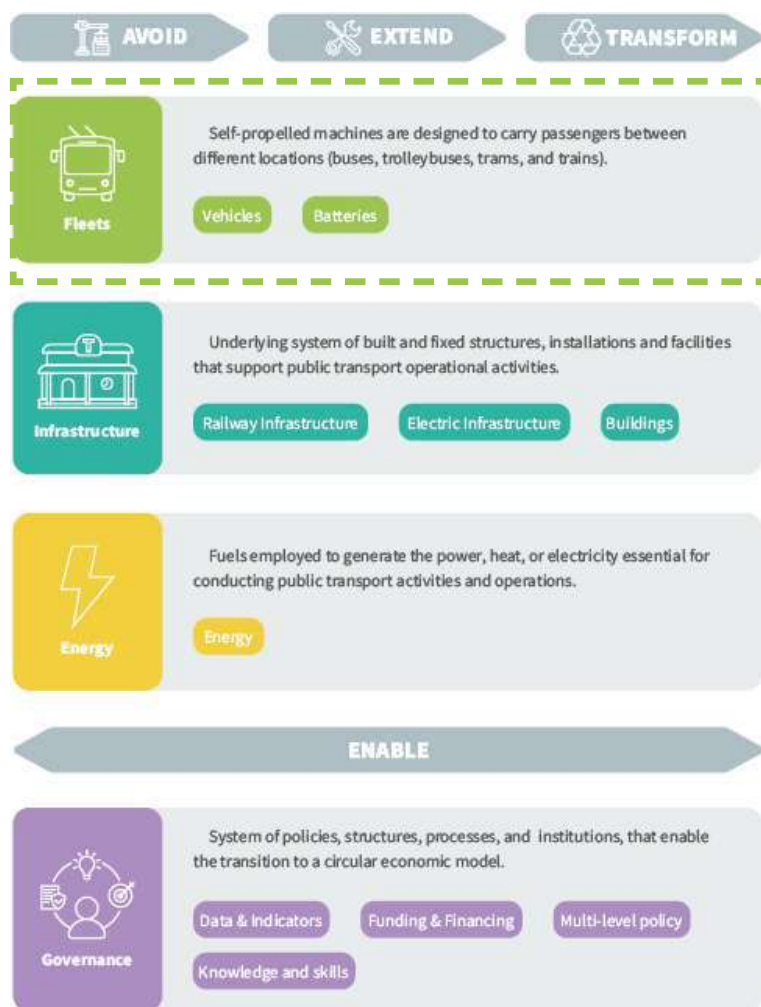 AVOID
EXTEND
TRANSFORM
Self-propelled machines are designed to carry passengers between
different locations (buses, trolleybuses, trams, and trains).
Fleets
Vehicles
Batteries
T
Underlying system of built and fixed structures, installations and facilities
that support public transport operational activities.
Infrastructure
Railway Infrastructure
Electric Infrastructure
Buildings
Fuels employed to generate the power, heat, or electricity essential for
conducting public transport activities and operations.
Energy
Energy
ENABLE
System of policies, structures, processes, and institutions, that enable
the transition to a circular economic model.
Governance
Data & Indicators
Funding & Financing
Multi-level policy
Knowledge and skills